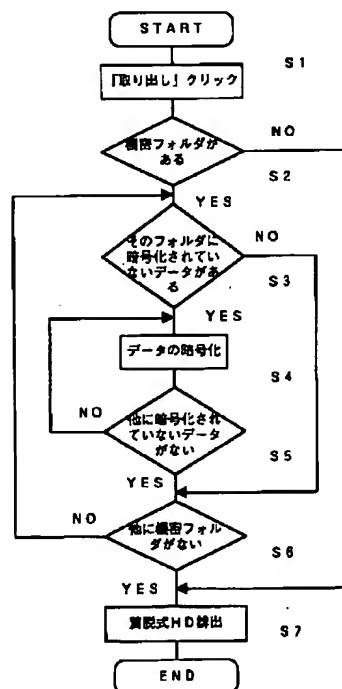 START
S1
「取り出し」クリック
NO
機密フォルダが
ある
S2
YES
そのフォルダに
暗号化されてい
ないデータがあ
る
NO
S3
YES
データの暗号化
S4
NO
他に暗号化され
ていないデータ
がない
S5
YES
NO
他に機密フォル
ダがない
S6
YES
式HD排出
S7
END